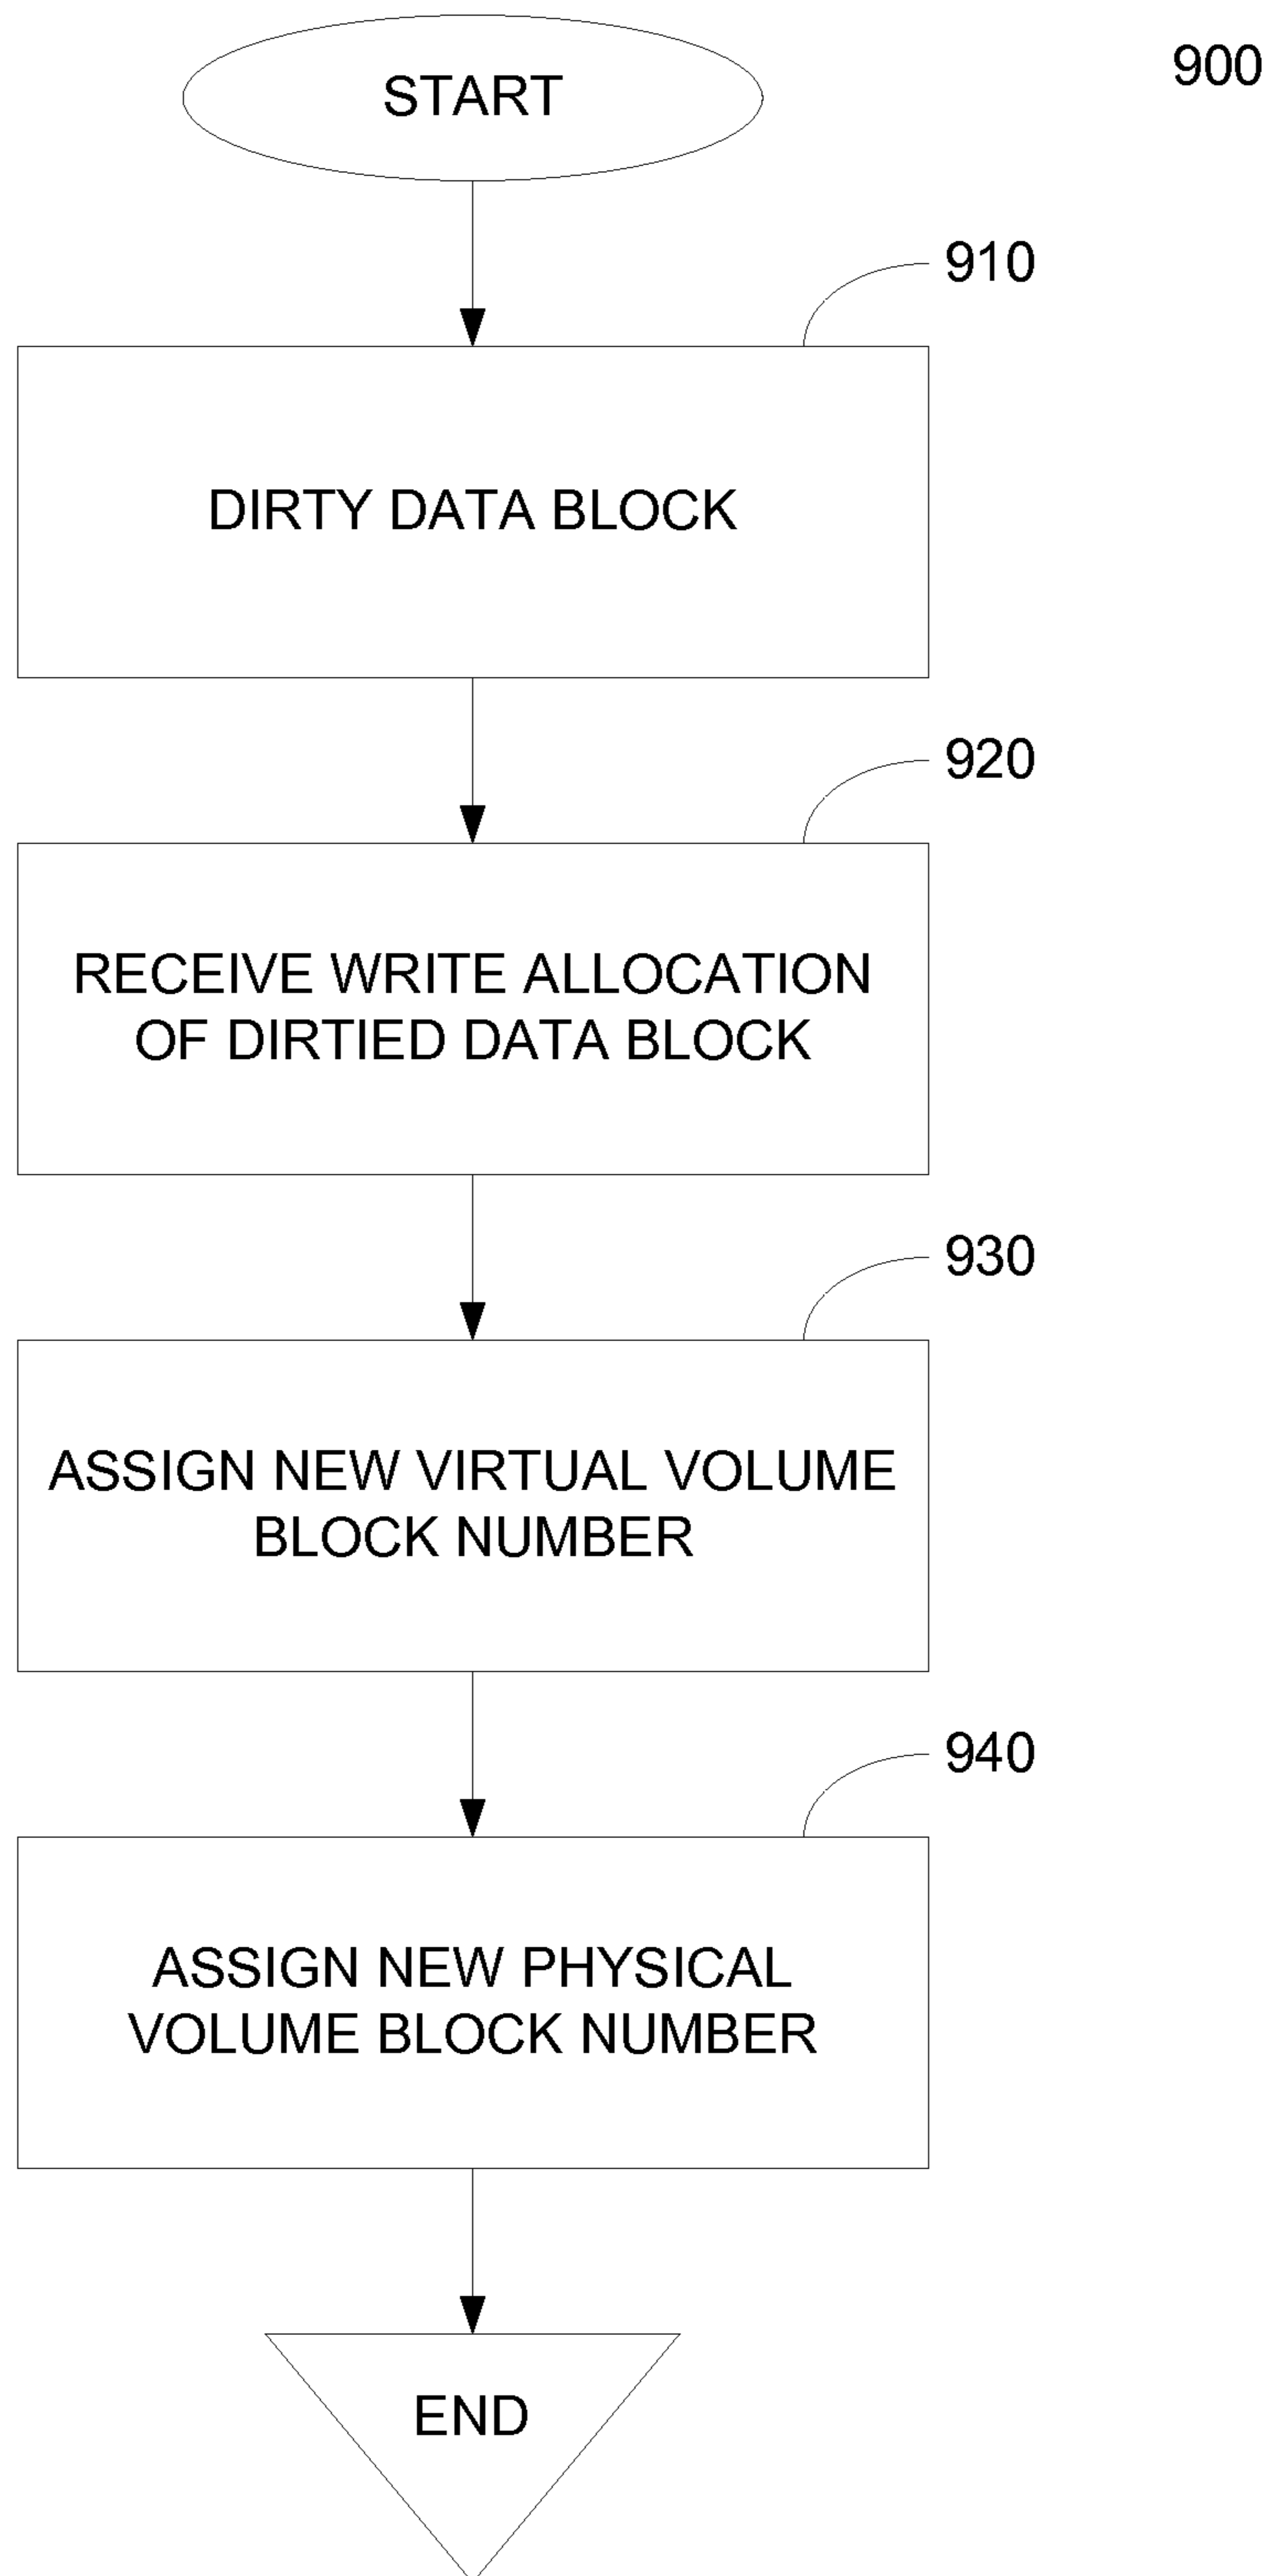 START
900
910
DIRTY DATA BLOCK
920
RECEIVE WRITE ALLOCATION
OF DIRTIED DATA BLOCK
930
ASSIGN NEW VIRTUAL VOLUME
BLOCK NUMBER
940
ASSIGN NEW PHYSICAL
VOLUME BLOCK NUMBER
END